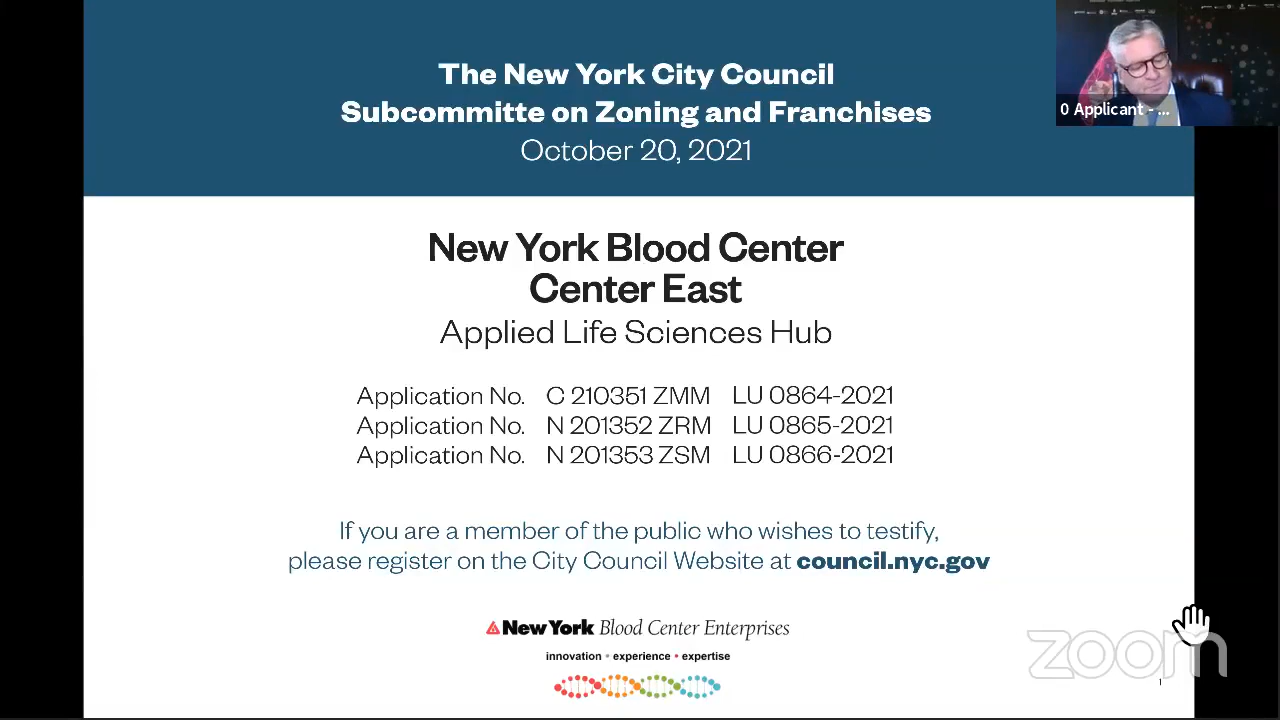 The New York City Council
Subcommitte on Zoning and Franchises
October 20, 2021
0 Applicant - ...
New York Blood Center
Center East
Applied Life Sciences Hub
Application No. C 210351 ZMM LU 0864-2021
Application No. N 201352 ZRM LU 0865-2021
Application No. N 201353 ZSM LU 0866-2021
If you are a member of the public who wishes to testify,
please register on the City Council Website at council.nyc.gov
New York Blood Center Enterprises
innovation • experience • expertise
zoom
1